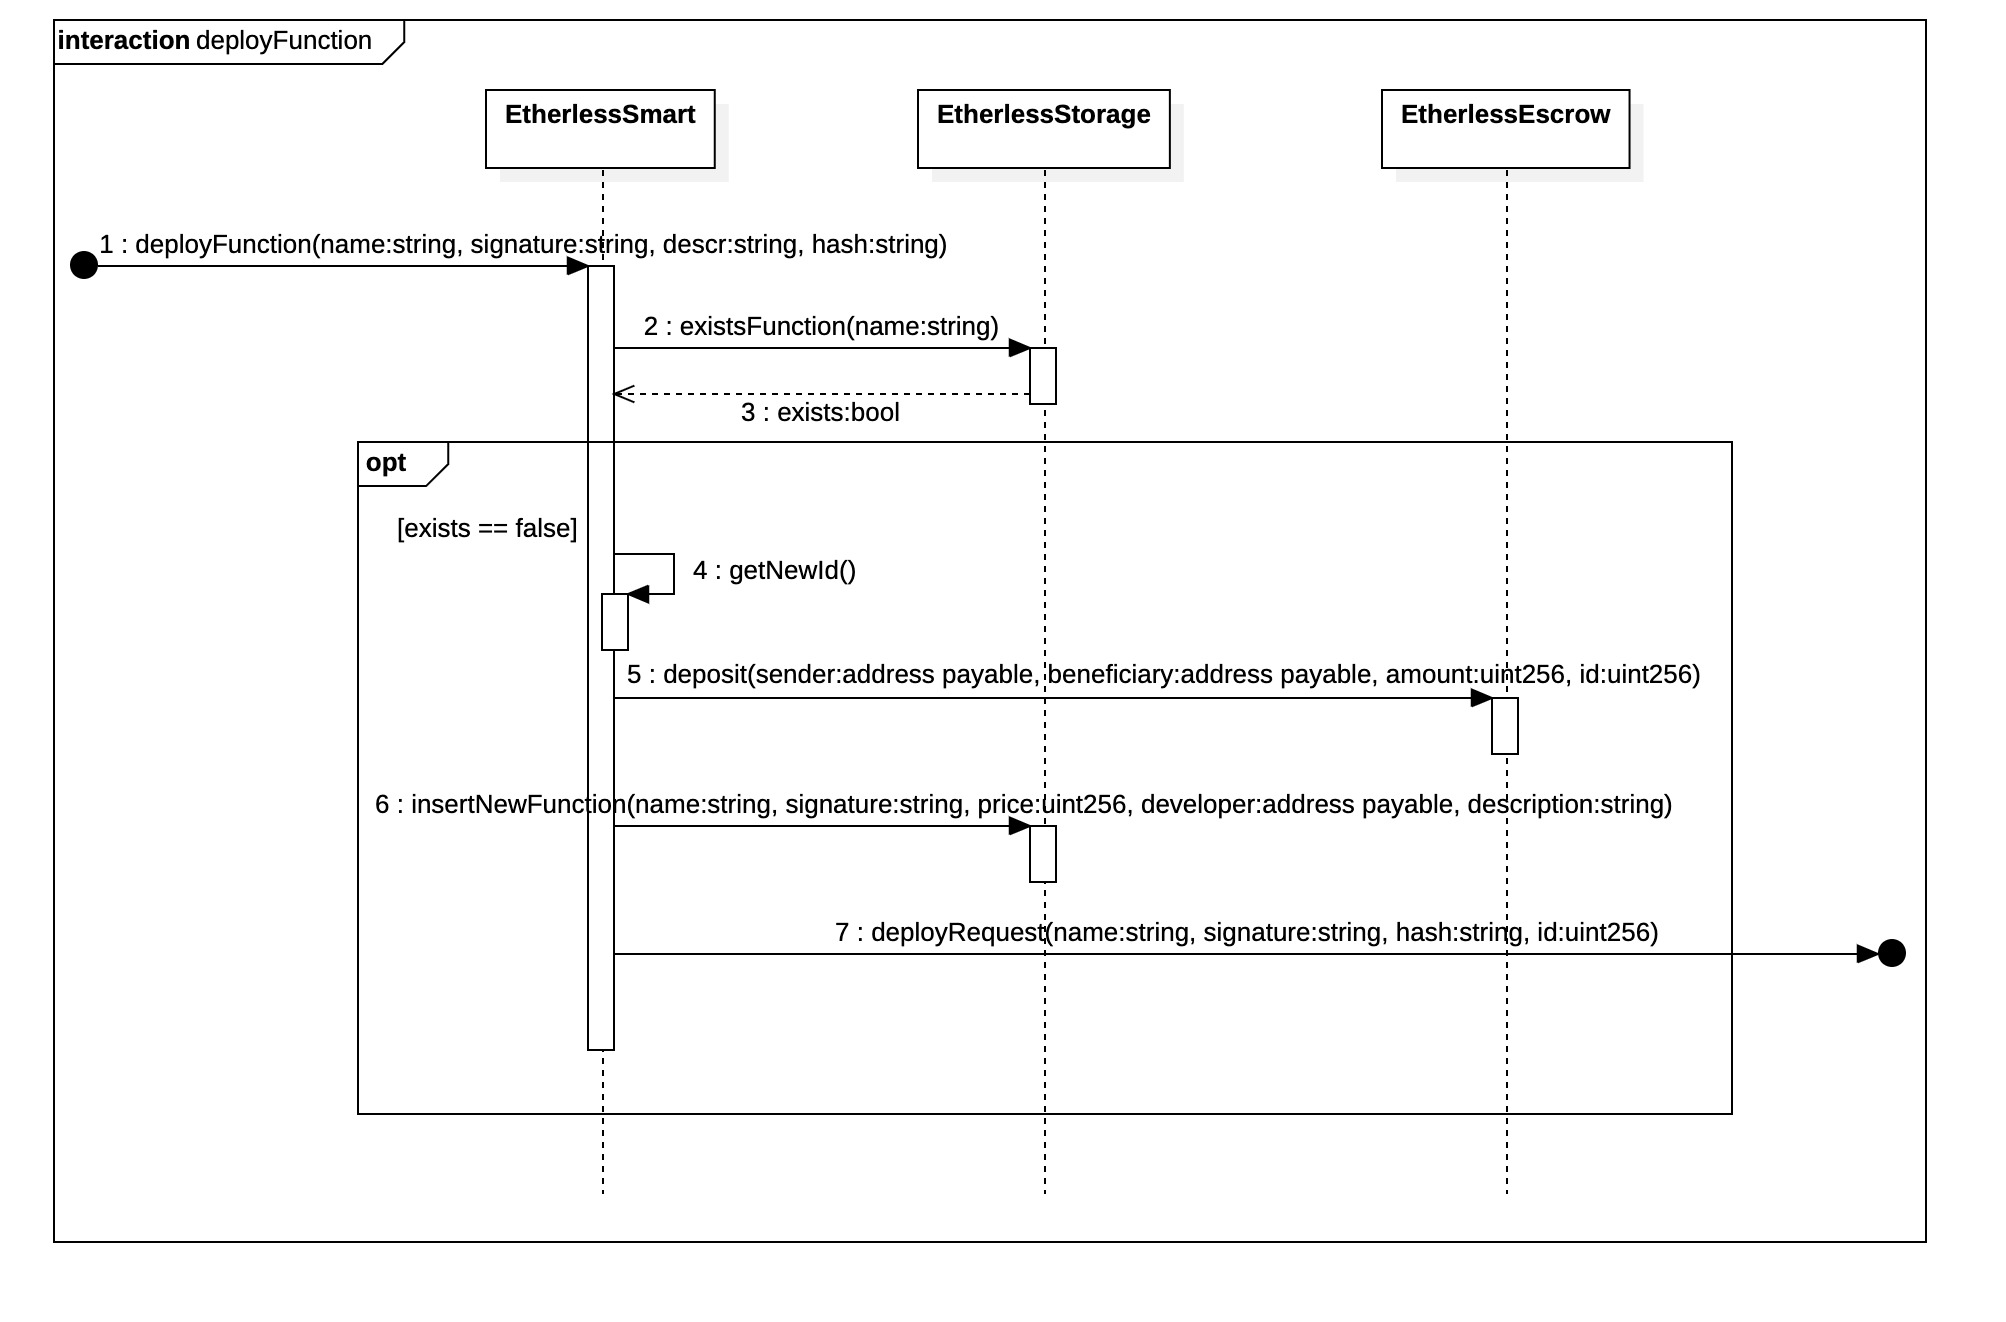 interaction deployFunction
EtherlessSmart
EtherlessStorage
EtherlessEscrow
1 : deployFunction(name:string, signature:string, descr:string, hash:string)
2 : existsFunction(name:string)
3 : exists:bool
opt
[exists == false]
4 : getNewId()
5 : deposit(sender:address payable, beneficiary:address payable, amount:uint256, id:uint256)
6 : insertNewFunction(name:string, signature:string, price:uint256, developer:address payable, description:string)
7 : deployRequest(name:string, signature:string, hash:string, id:uint256)